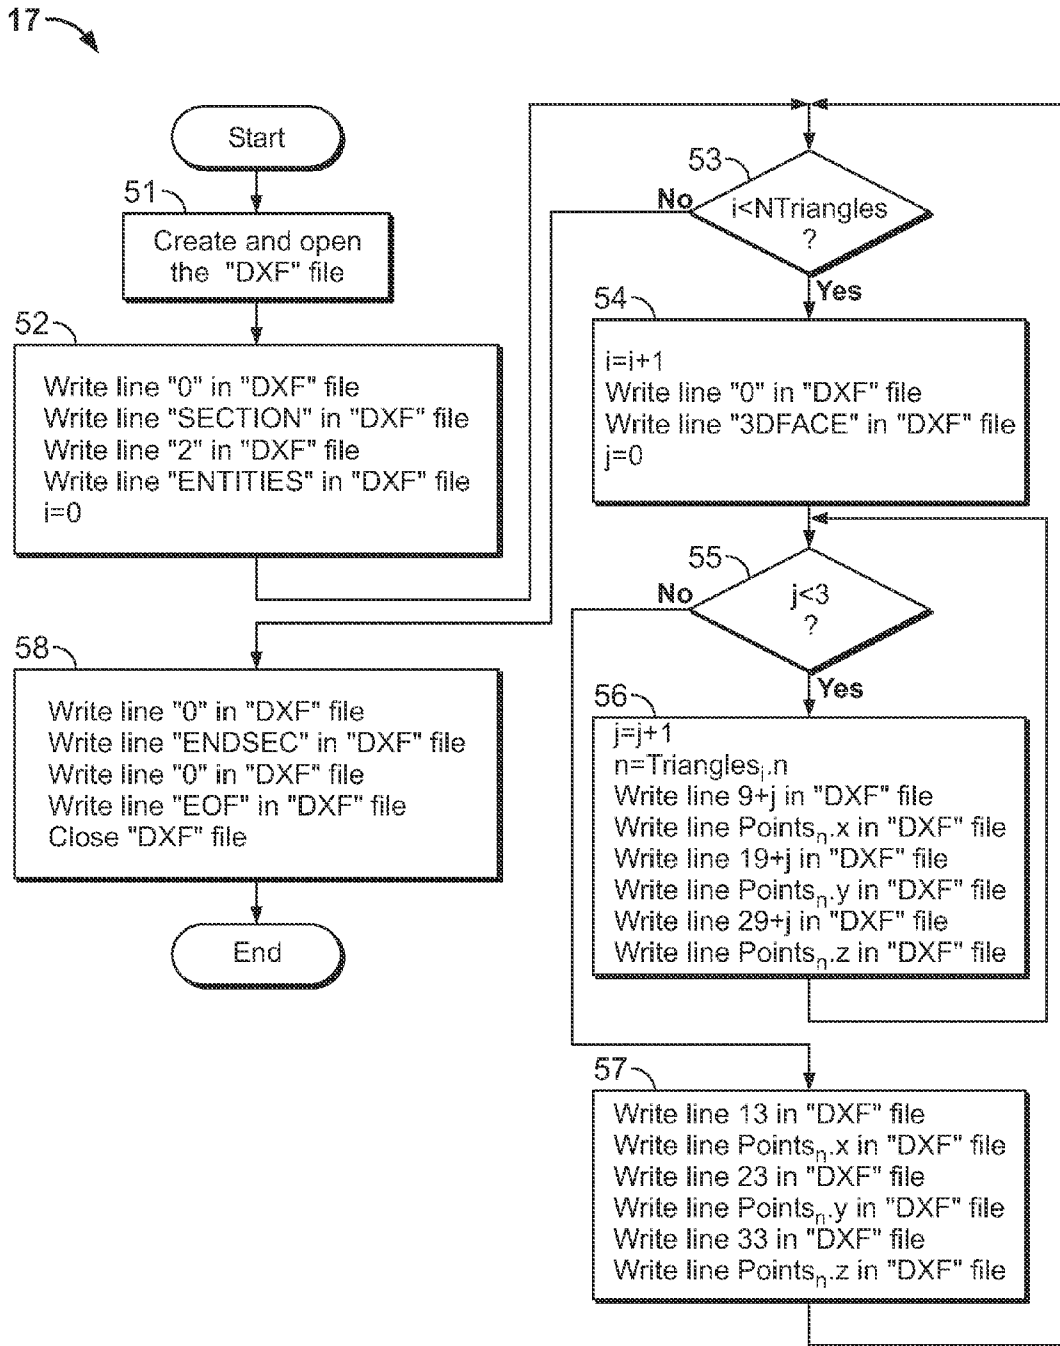 17
Start
51
Create and open
the "DXF" file
52
Write line "0" in "DXF" file
Write line "SECTION" in "DXF" file
Write line "2" in "DXF" file
Write line "ENTITIES" in "DXF" file
i=0
53
No
i<NTriangles
?
Yes
54
i=i+1
Write line "0" in "DXF" file
Write line "3DFACE" in "DXF" file
j=0
55
No
j<3
?
Yes
56
j=j+1
n=Trianglesᵢ.n
Write line 9+j in "DXF" file
Write line Pointsₙ.x in "DXF" file
Write line 19+j in "DXF" file
Write line Pointsₙ.y in "DXF" file
Write line 29+j in "DXF" file
Write line Pointsₙ.z in "DXF" file
57
Write line 13 in "DXF" file
Write line Pointsₙ.x in "DXF" file
Write line 23 in "DXF" file
Write line Pointsₙ.y in "DXF" file
Write line 33 in "DXF" file
Write line Pointsₙ.z in "DXF" file
58
Write line "0" in "DXF" file
Write line "ENDSEC" in "DXF" file
Write line "0" in "DXF" file
Write line "EOF" in "DXF" file
Close "DXF" file
End